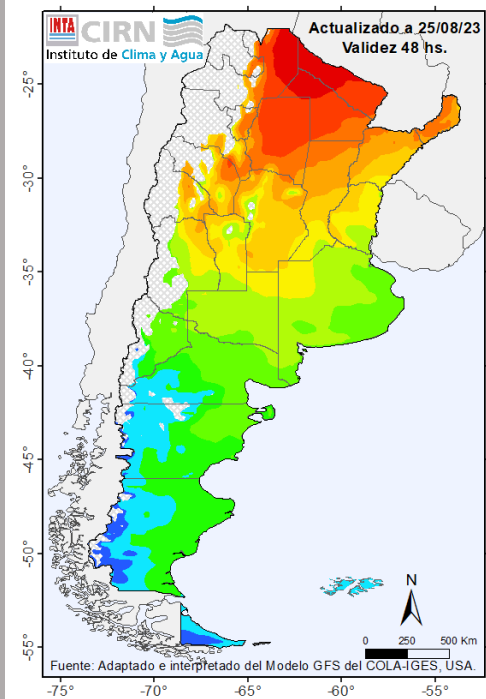 INTA CIRN
Instituto de Clima y Agua
Actualizado a 25/08/23
Validez 48 hs.
-22°
-30°
-35°
-40°
-45°
-50°
-55°
N
0 250 500 Km
Fuente: Adaptado e interpretado del Modelo GFS del COLA-IGES, USA.
-75° -70° -65° -60° -55°